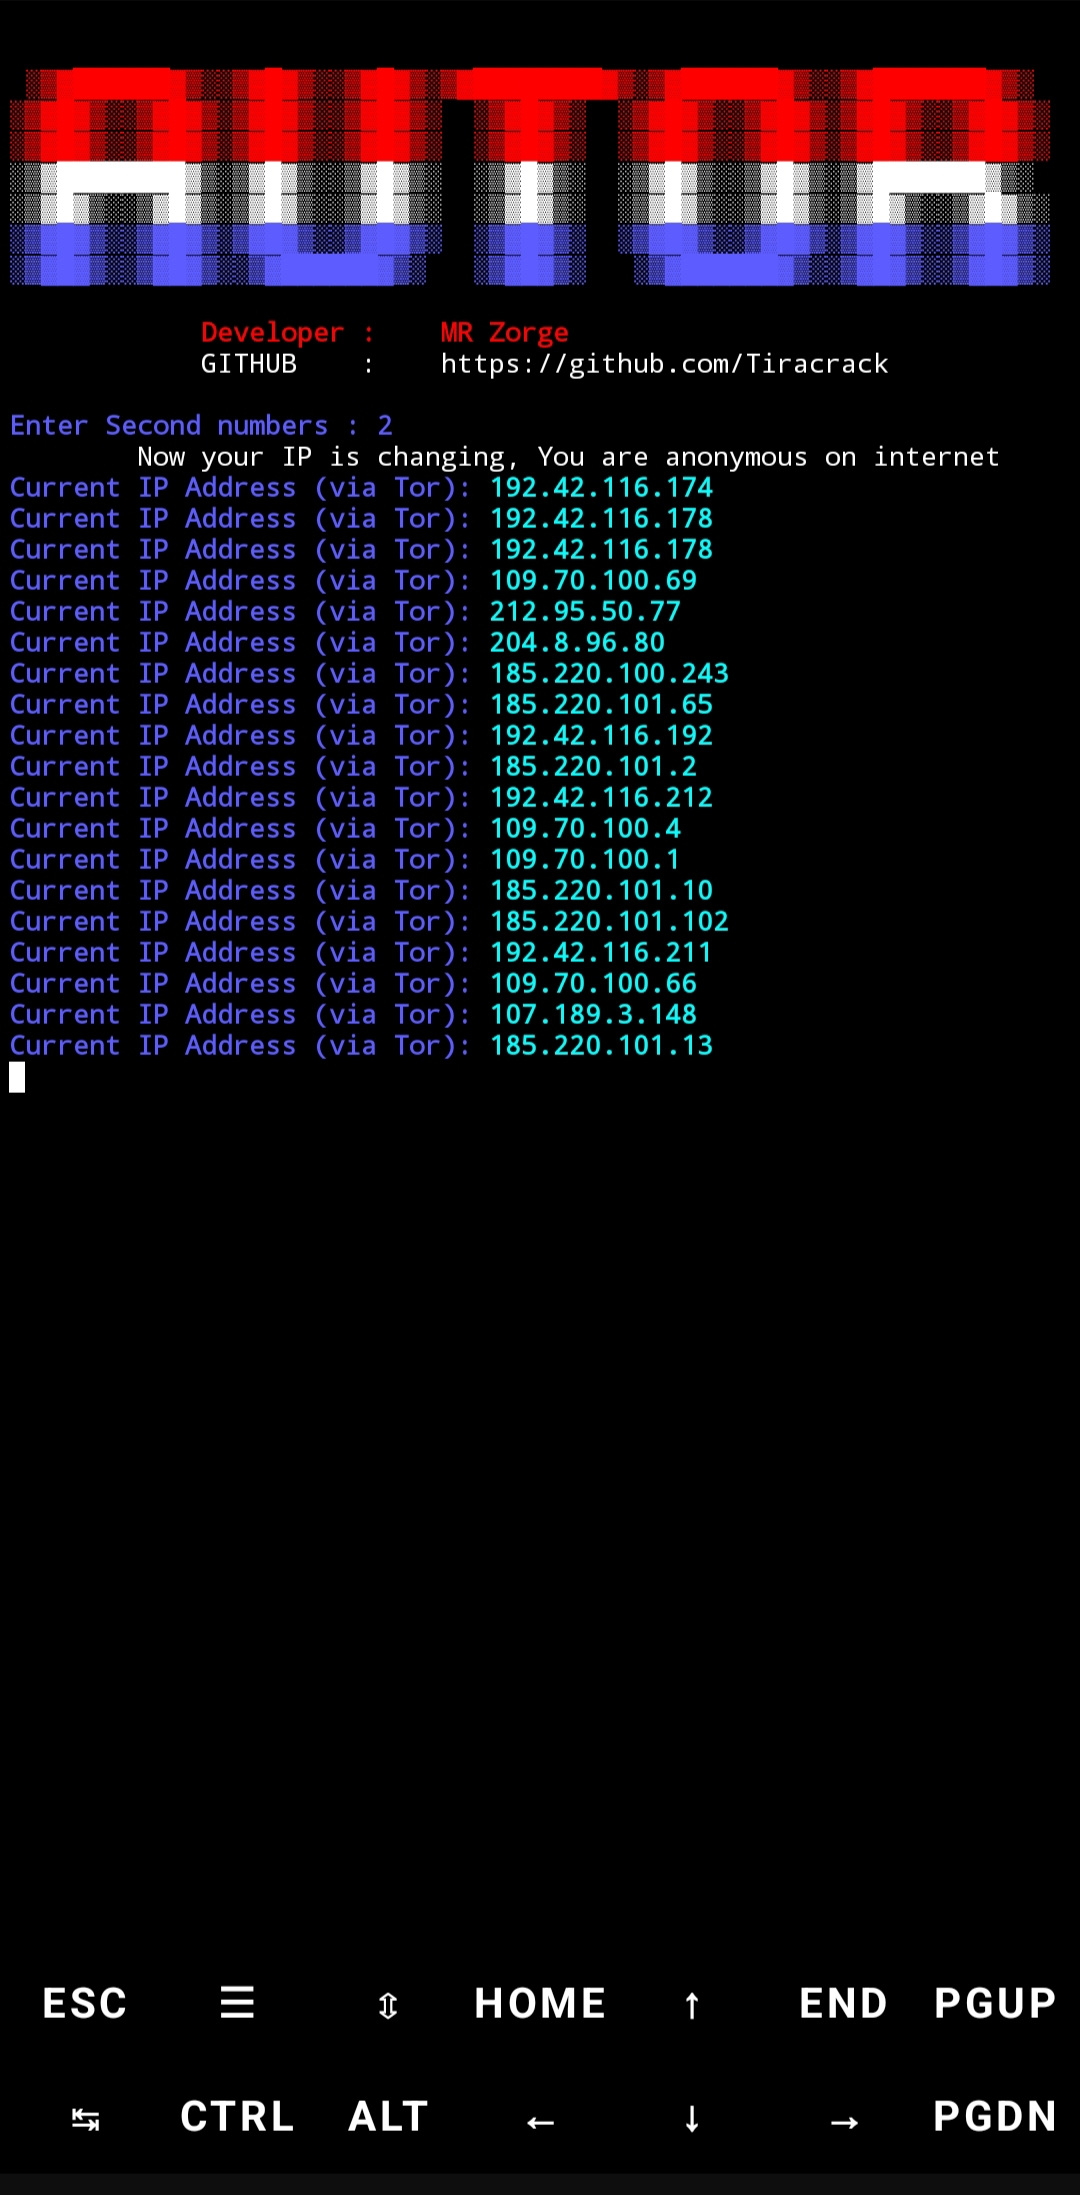 AUTOR
Developer :    MR Zorge
GITHUB    :    https://github.com/Tiracrack
Enter Second numbers : 2
Now your IP is changing, You are anonymous on internet
Current IP Address (via Tor): 192.42.116.174
Current IP Address (via Tor): 192.42.116.178
Current IP Address (via Tor): 192.42.116.178
Current IP Address (via Tor): 109.70.100.69
Current IP Address (via Tor): 212.95.50.77
Current IP Address (via Tor): 204.8.96.80
Current IP Address (via Tor): 185.220.100.243
Current IP Address (via Tor): 185.220.101.65
Current IP Address (via Tor): 192.42.116.192
Current IP Address (via Tor): 185.220.101.2
Current IP Address (via Tor): 192.42.116.212
Current IP Address (via Tor): 109.70.100.4
Current IP Address (via Tor): 109.70.100.1
Current IP Address (via Tor): 185.220.101.10
Current IP Address (via Tor): 185.220.101.102
Current IP Address (via Tor): 192.42.116.211
Current IP Address (via Tor): 109.70.100.66
Current IP Address (via Tor): 107.189.3.148
Current IP Address (via Tor): 185.220.101.13
ESC ☰ ⇳ HOME ↑ END PGUP
↹ CTRL ALT ← ↓ → PGDN